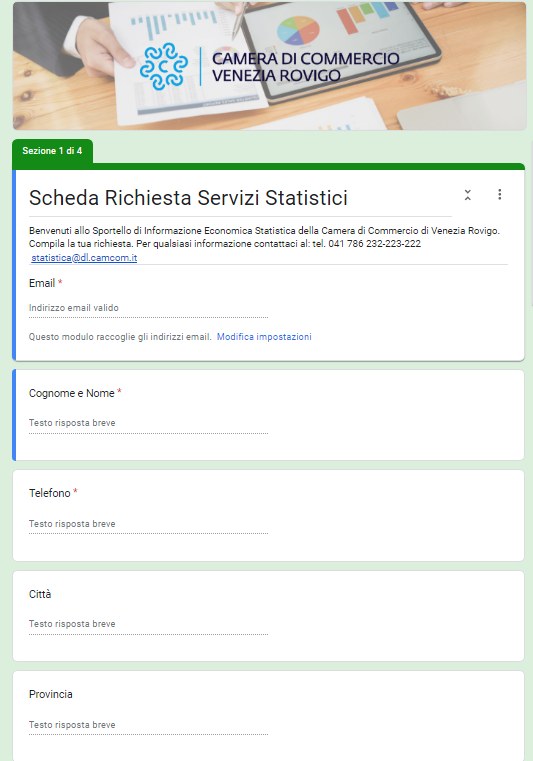 CAMERA DI COMMERCIO
VENEZIA ROVIGO
Sezione 1 di 4
Scheda Richiesta Servizi Statistici
Benvenuti allo Sportello di Informazione Economica Statistica della Camera di Commercio di Venezia Rovigo.
Compila la tua richiesta. Per qualsiasi informazione contattaci al: tel. 041 786 232-223-222
statistica@dl.camcom.it
Email *
Indirizzo email valido
Questo modulo raccoglie gli indirizzi email. Modifica impostazioni
Cognome e Nome *
Testo risposta breve
Telefono *
Testo risposta breve
Città
Testo risposta breve
Provincia
Testo risposta breve